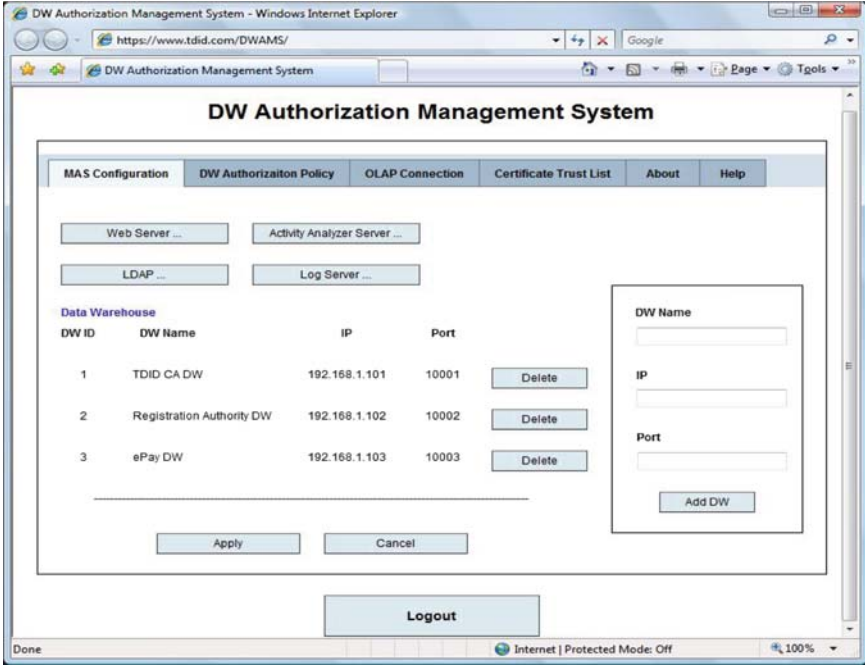 DW Authorization Management System - Windows Internet Explorer
https://www.tdid.com/DWAMS/ Google
DW Authorization Management System Page Tools
DW Authorization Management System
MAS Configuration DW Authorizaiton Policy OLAP Connection Certificate Trust List About Help
Web Server ... Activity Analyzer Server ...
LDAP ... Log Server ...
Data Warehouse
DW ID DW Name IP Port
1 TDID CA DW 192.168.1.101 10001 Delete
2 Registration Authority DW 192.168.1.102 10002 Delete
3 ePay DW 192.168.1.103 10003 Delete
DW Name
IP
Port
Add DW
Apply Cancel
Logout
Done Internet | Protected Mode: Off 100%